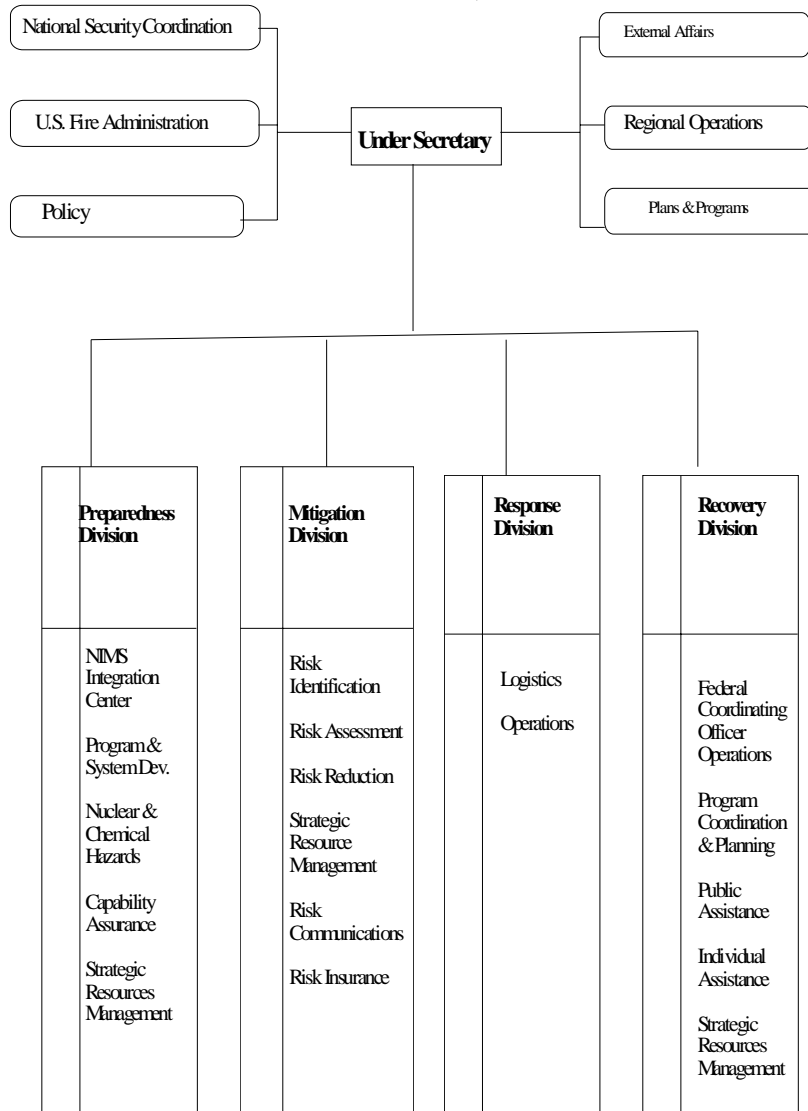 National Security Coordination
U.S. Fire Administration
Policy
Under Secretary
External Affairs
Regional Operations
Plans & Programs
Preparedness
Division
NIMS
Integration
Center
Program &
System Dev.
Nuclear &
Chemical
Hazards
Capability
Assurance
Strategic
Resources
Management
Mitigation
Division
Risk
Identification
Risk Assessment
Risk Reduction
Strategic
Resource
Management
Risk
Communications
Risk Insurance
Response
Division
Logistics
Operations
Recovery
Division
Federal
Coordinating
Officer
Operations
Program
Coordination
& Planning
Public
Assistance
Individual
Assistance
Strategic
Resources
Management